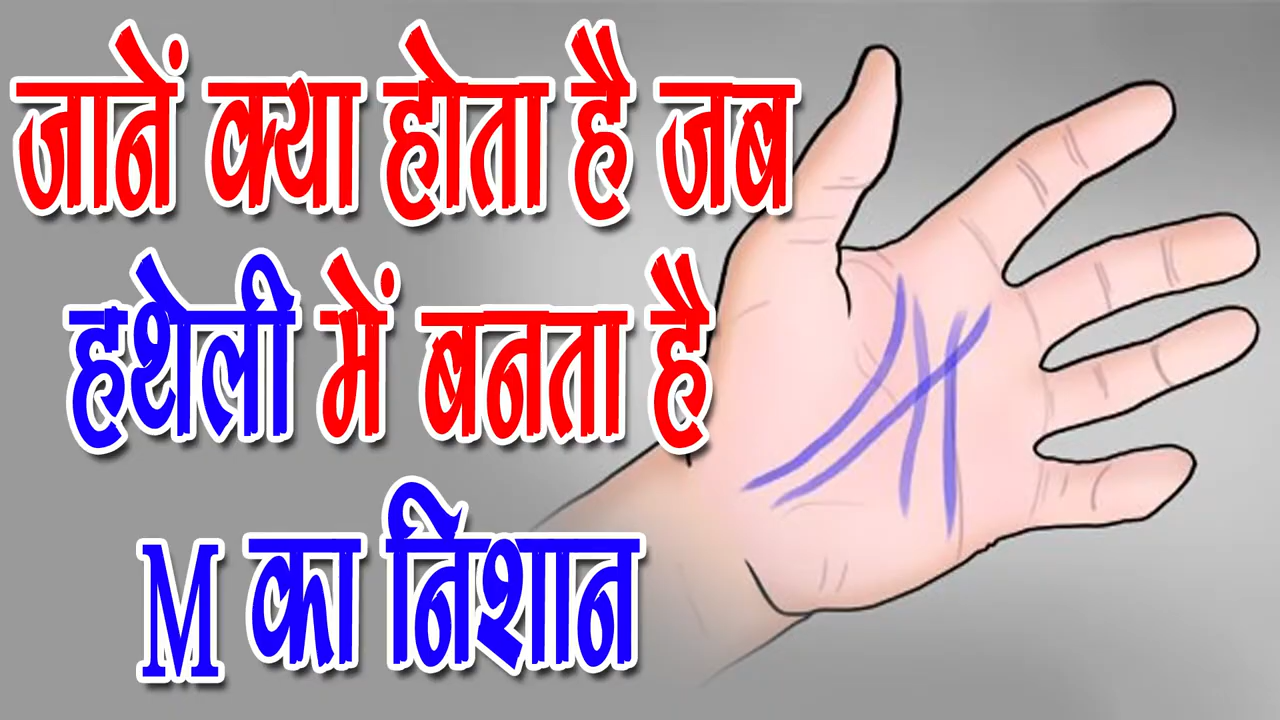 जानें क्या होता है जब
हथेली में बनता है
M का निशान